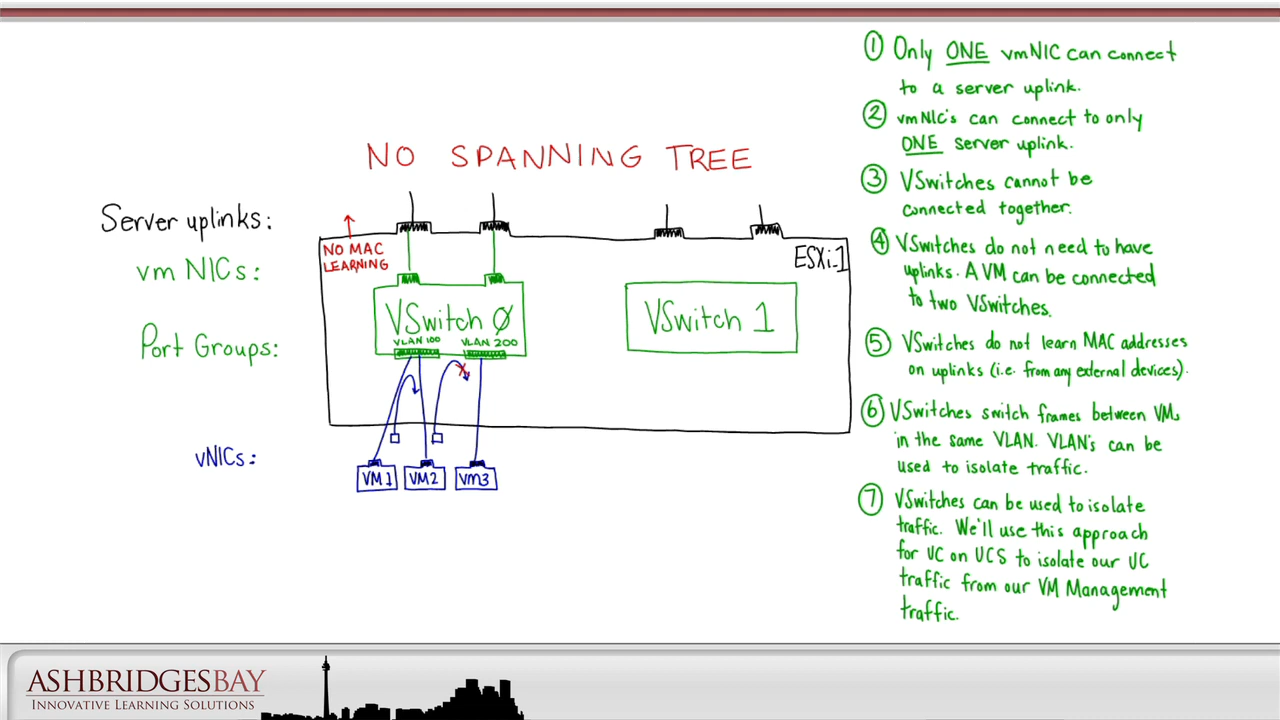 NO SPANNING TREE
Server uplinks:
NO MAC
LEARNING
ESXi-1
vm NICs:
VSwitch 0
VSwitch 1
VLAN 100
VLAN 200
Port Groups:
vNICs:
VM1
VM2
VM3
① Only ONE vmNIC can connect
to a server uplink.
② vmNIC's can connect to only
ONE server uplink.
③ VSwitches cannot be
connected together.
④ VSwitches do not need to have
uplinks. A VM can be connected
to two VSwitches.
⑤ VSwitches do not learn MAC addresses
on uplinks (i.e. from any external devices).
⑥ VSwitches switch frames between VMs
in the same VLAN. VLAN's can be
used to isolate traffic.
⑦ VSwitches can be used to isolate
traffic. We'll use this approach
for UC on UCS to isolate our UC
traffic from our VM Management
traffic.
ASHBRIDGESBAY
INNOVATIVE LEARNING SOLUTIONS